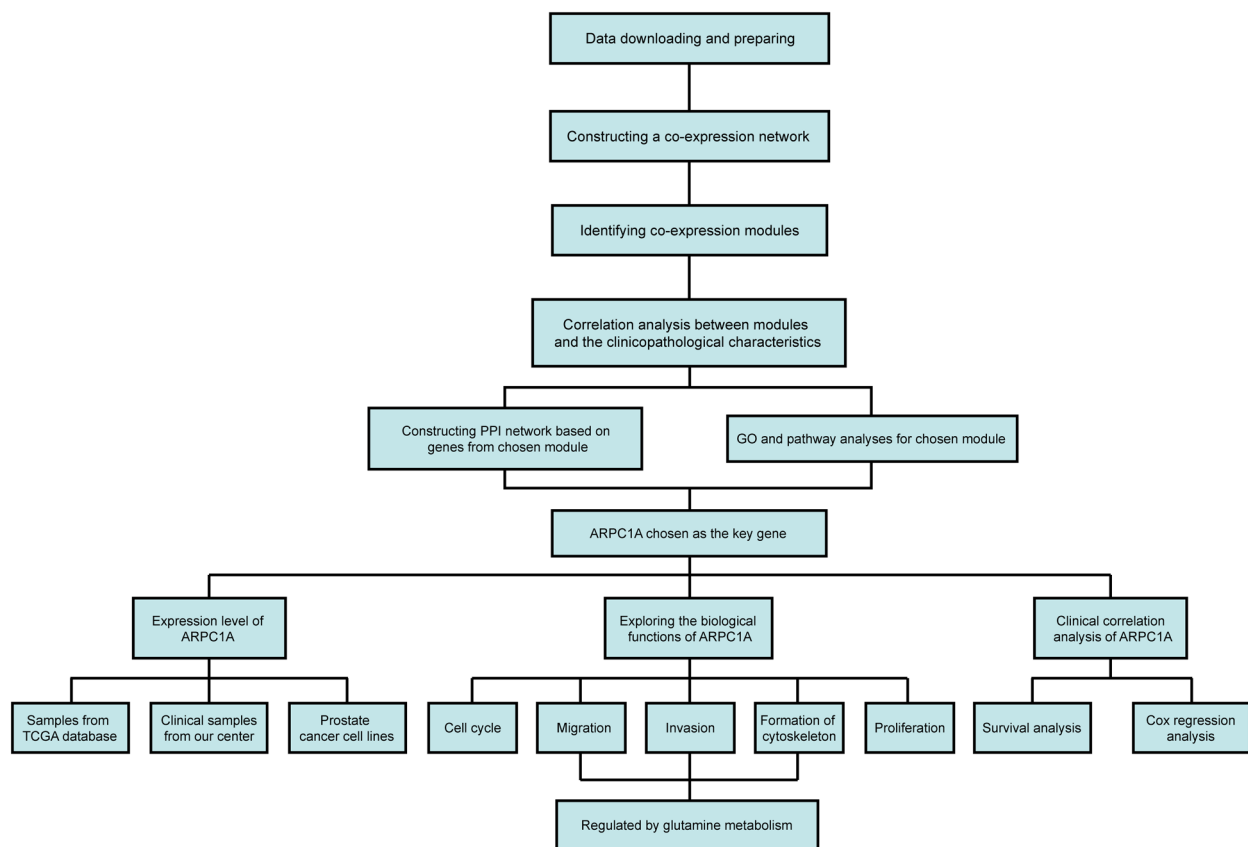 Data downloading and preparing
Constructing a co-expression network
Identifying co-expression modules
Correlation analysis between modules
and the clinicopathological characteristics
Constructing PPI network based on
genes from chosen module
GO and pathway analyses for chosen module
ARPC1A chosen as the key gene
Expression level of
ARPC1A
Exploring the biological
functions of ARPC1A
Clinical correlation
analysis of ARPC1A
Samples from
TCGA database
Clinical samples
from our center
Prostate
cancer cell lines
Cell cycle
Migration
Invasion
Formation of
cytoskeleton
Proliferation
Survival analysis
Cox regression
analysis
Regulated by glutamine metabolism